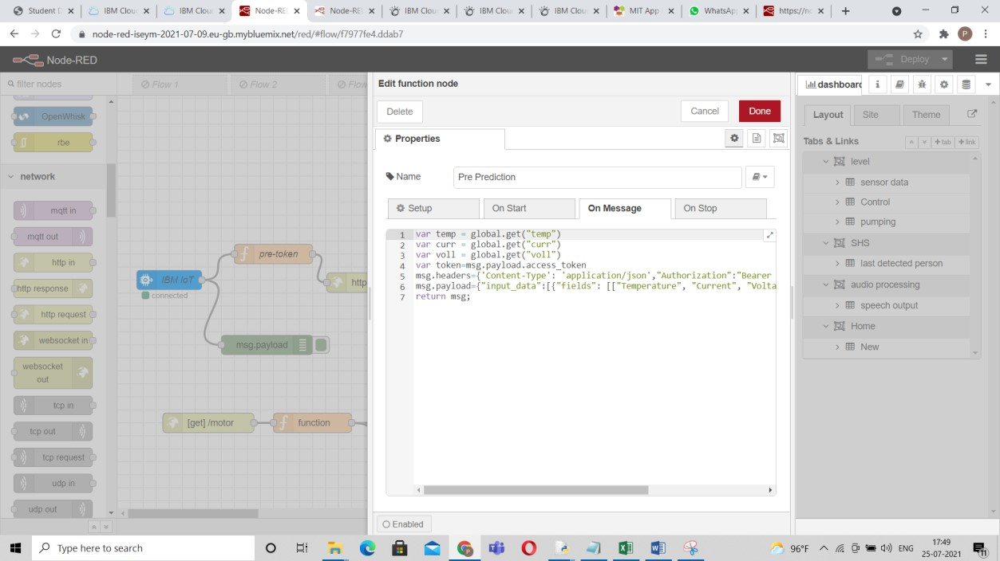 Student D
IBM Clou
IBM Clou
Node-RE
Node-RE
IBM Clou
IBM Clou
IBM Clou
MIT App
WhatsAp
https://no
node-red-iseym-2021-07-09.eu-gb.mybluemix.net/red/#flow/f7977fe4.ddab7
P
Node-RED
Deploy
filter nodes
OpenWhisk
rbe
network
mqtt in
mqtt out
http in
http response
http request
websocket in
websocket
out
tcp in
tcp out
tcp request
udp in
udp out
Flow 1
Flow 2
Flow
pre-token
IBM IoT
connected
http
msg.payload
[get] /motor
function
Edit function node
Delete
Cancel
Done
Properties
Name
Pre Prediction
Setup
On Start
On Message
On Stop
1 var temp = global.get("temp")
2 var curr = global.get("curr")
3 var voll = global.get("voll")
4 var token=msg.payload.access_token
5 msg.headers={'Content-Type': 'application/json',"Authorization":"Bearer
6 msg.payload={"input_data":[{"fields": [["Temperature", "Current", "Volta
7 return msg;
Enabled
dashboard
i
Layout
Site
Theme
Tabs & Links
+tab
+link
level
sensor data
Control
pumping
SHS
last detected person
audio processing
speech output
Home
New
Type here to search
96°F
ENG
17:49
25-07-2021
11